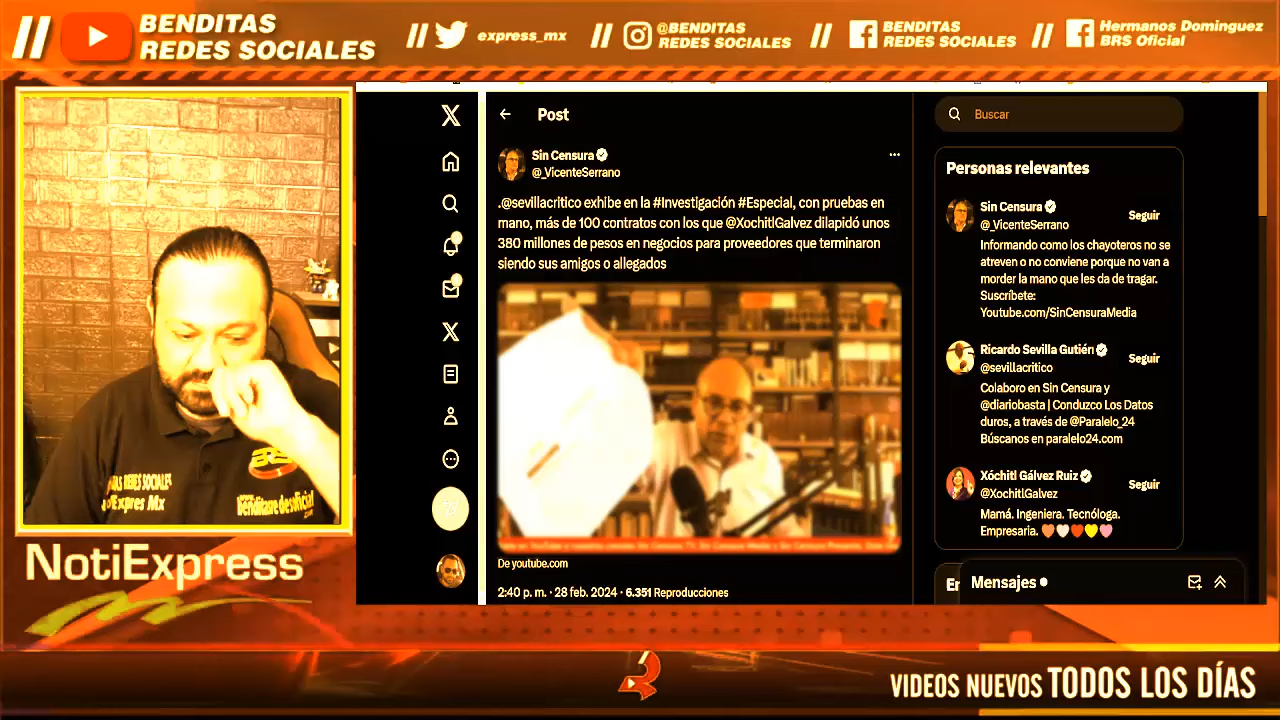 BENDITAS
REDES SOCIALES
express_mx
@BENDITAS
REDES SOCIALES
BENDITAS
REDES SOCIALES
Hermanos Dominguez
BRS Oficial
Post
Sin Censura
@_VicenteSerrano
.@sevillacritico exhibe en la #Investigación #Especial, con pruebas en
mano, más de 100 contratos con los que @XochitlGalvez dilapidó unos
380 millones de pesos en negocios para proveedores que terminaron
siendo sus amigos o allegados
De youtube.com
2:40 p. m. · 28 feb. 2024 · 6.351 Reproducciones
Buscar
Personas relevantes
Sin Censura
@_VicenteSerrano
Seguir
Informando como los chayoteros no se
atreven o no conviene porque no van a
morder la mano que les da de tragar.
Suscríbete:
Youtube.com/SinCensuraMedia
Ricardo Sevilla Gutién
@sevillacritico
Seguir
Colaboro en Sin Censura y
@diariobasta | Conduzco Los Datos
duros, a través de @Paralelo_24
Búscanos en paralelo24.com
Xóchitl Gálvez Ruiz
@XochitlGalvez
Seguir
Mamá. Ingeniera. Tecnóloga.
Empresaria.
Mensajes
REDES SOCIALES
Expres Mx
NotiExpress
VIDEOS NUEVOS TODOS LOS DÍAS